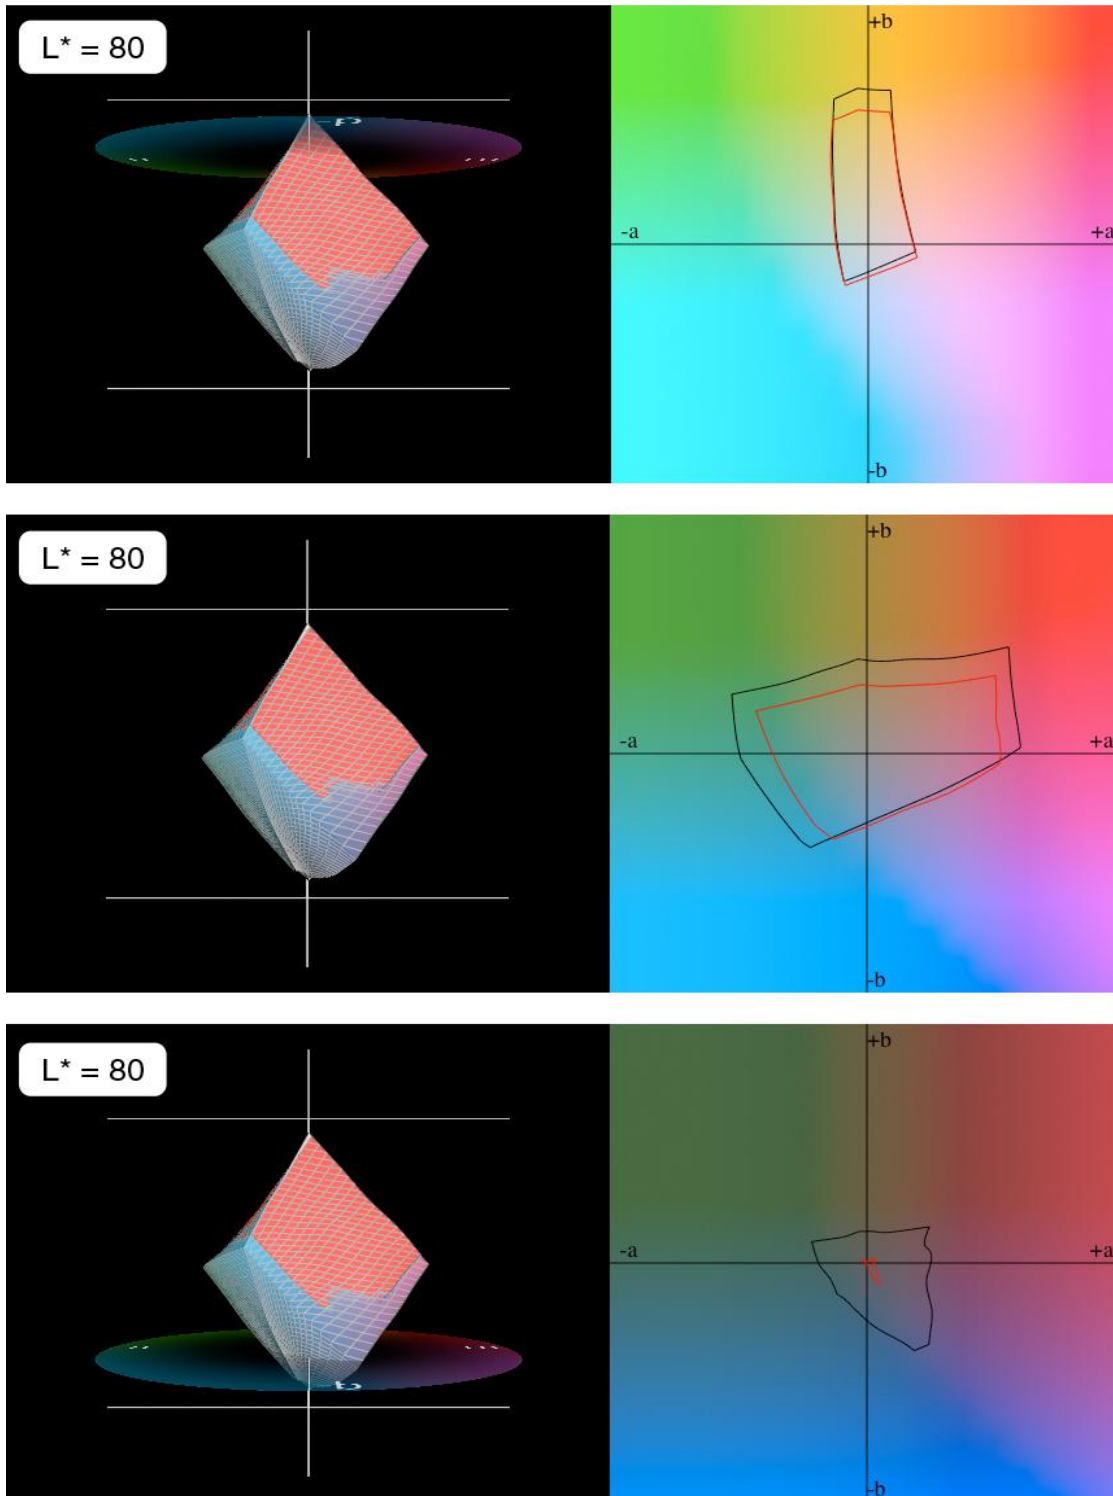 L* = 80
+b
-a
+a
-b
L* = 80
+b
-a
+a
-b
L* = 80
+b
-a
+a
-b